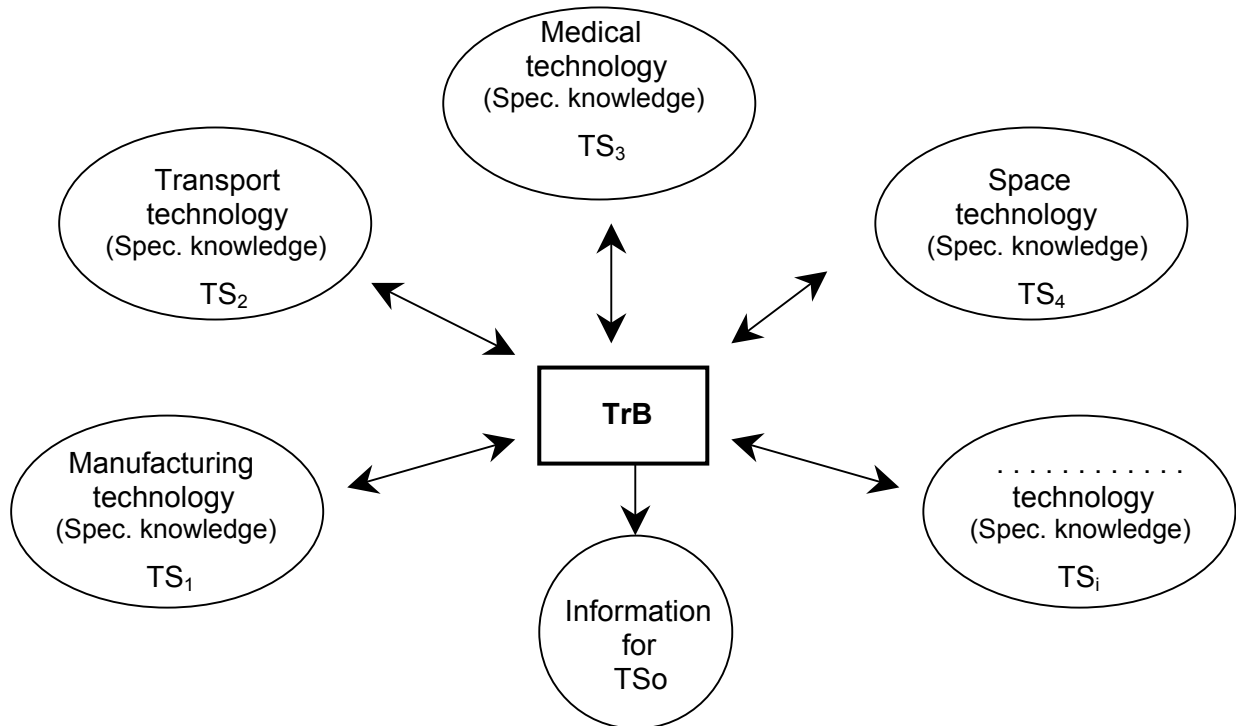 Medical
technology
(Spec. knowledge)
TS₃
Transport
technology
(Spec. knowledge)
TS₂
Space
technology
(Spec. knowledge)
TS₄
TrB
Manufacturing
technology
(Spec. knowledge)
TS₁
. . . . . . . . . . . .
technology
(Spec. knowledge)
TSᵢ
Information
for
TSo